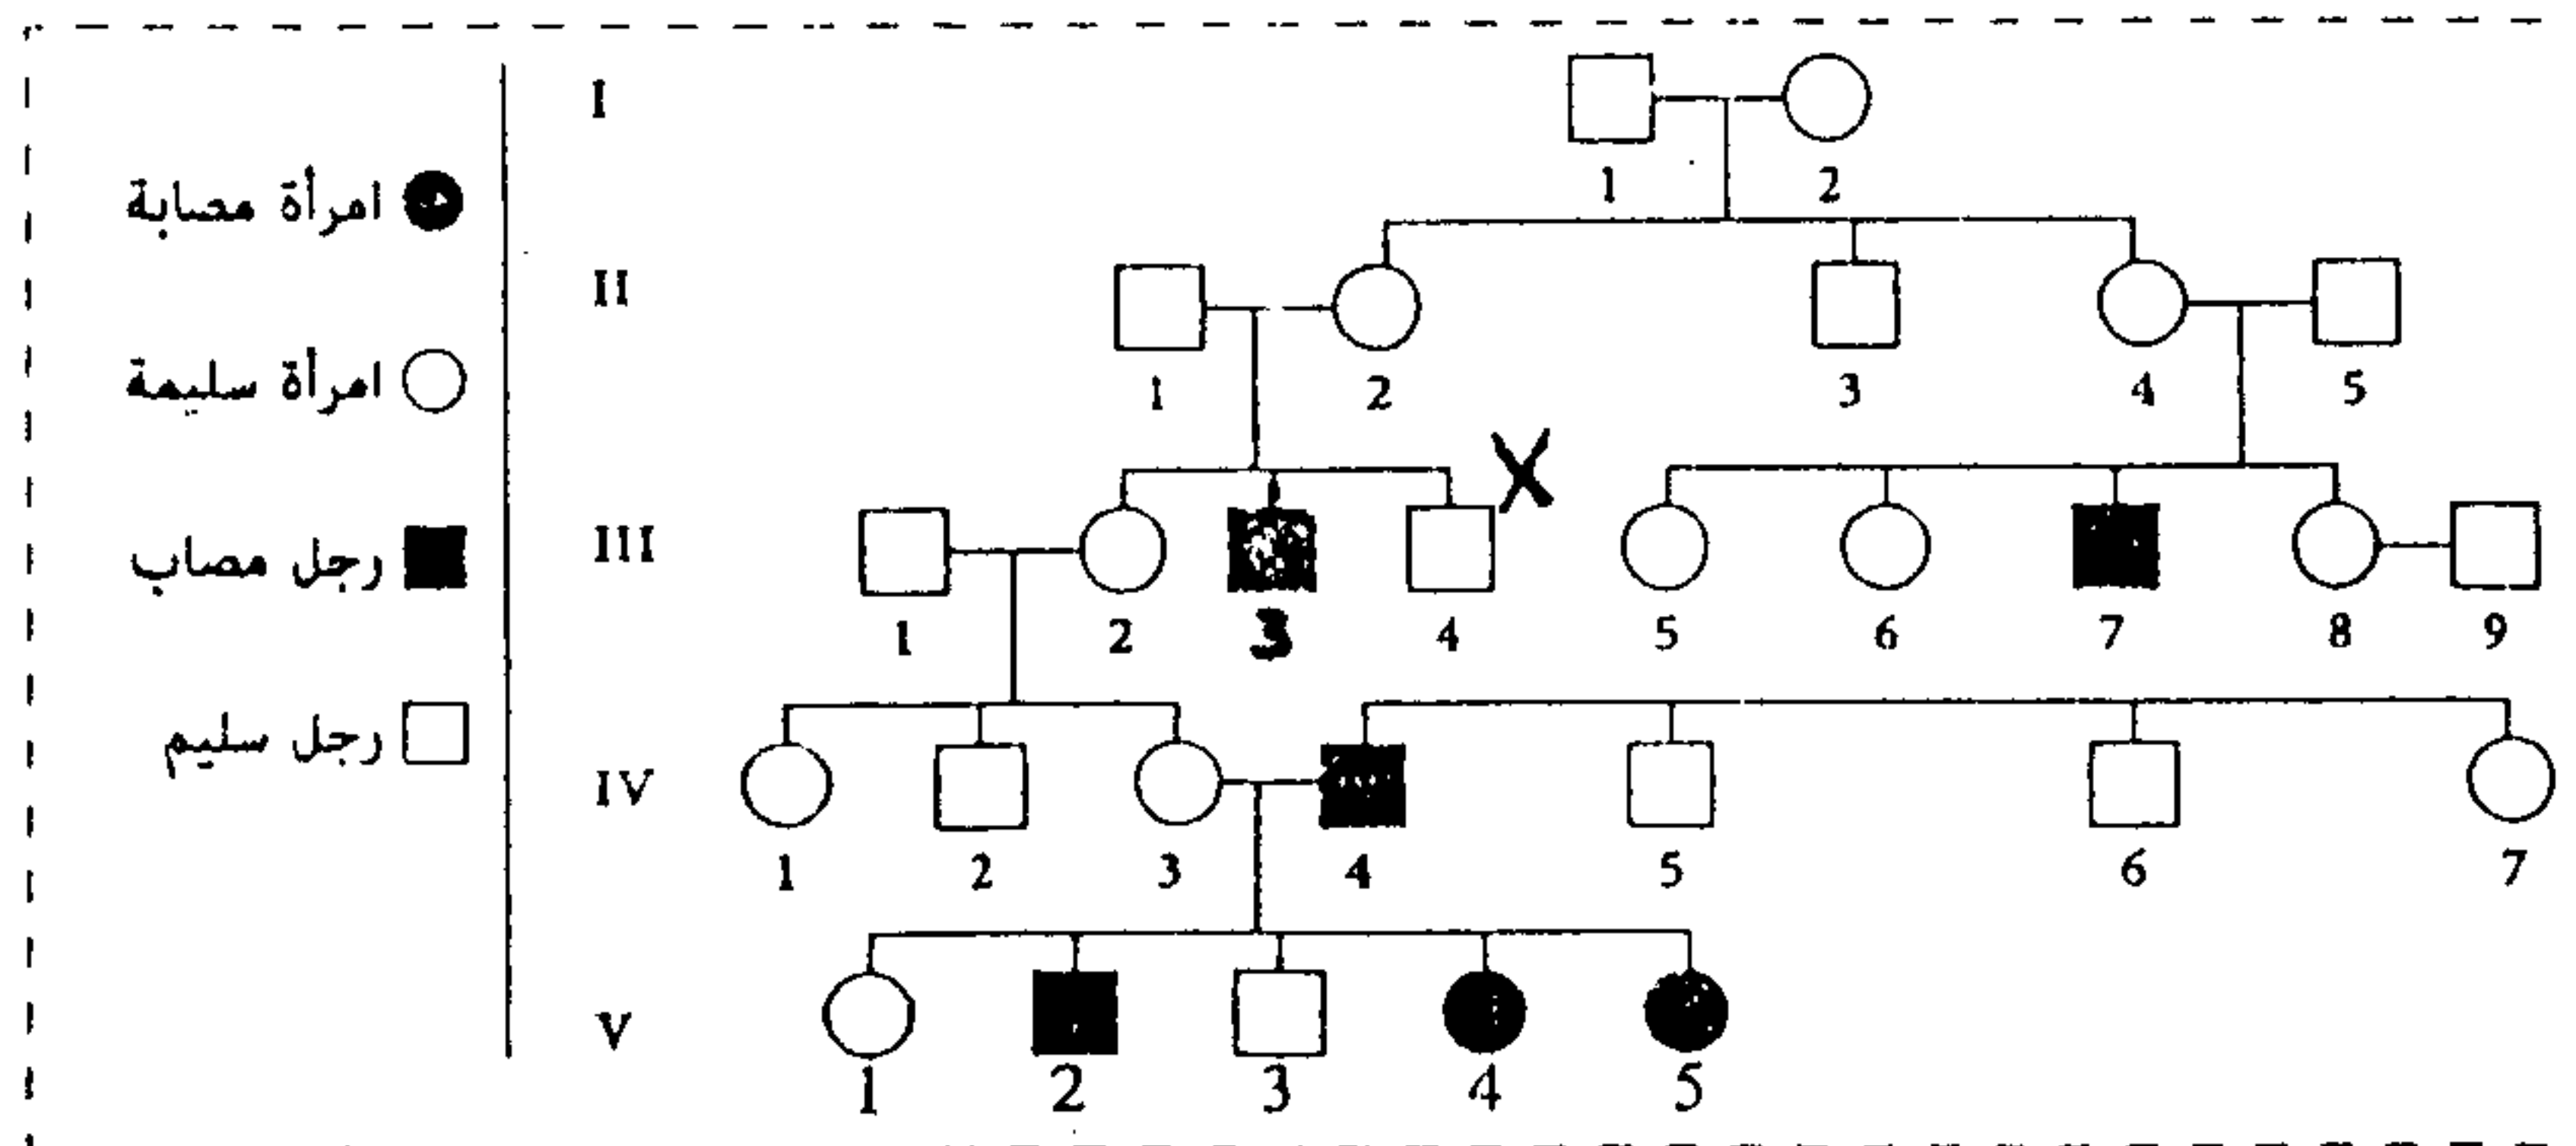 I
1 2
امرأة مصابة
II
1 2 3 4 5
امرأة سليمة
X
III
رجل مصاب
1 2 3 4 5 6 7 8 9
رجل سليم
IV
1 2 3 4 5 6 7
V
1 2 3 4 5